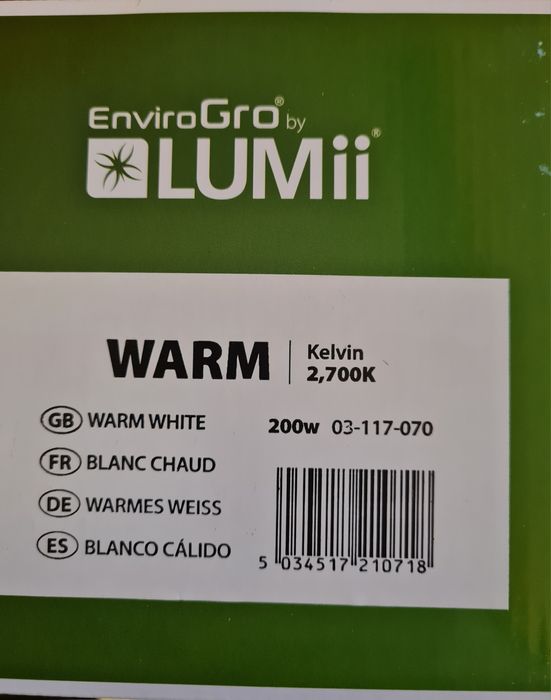 EnviroGro® by
LUMii®
WARM
Kelvin
2,700K
GB WARM WHITE
FR BLANC CHAUD
DE WARMES WEISS
ES BLANCO CÁLIDO
200w 03-117-070
5 034517 210718